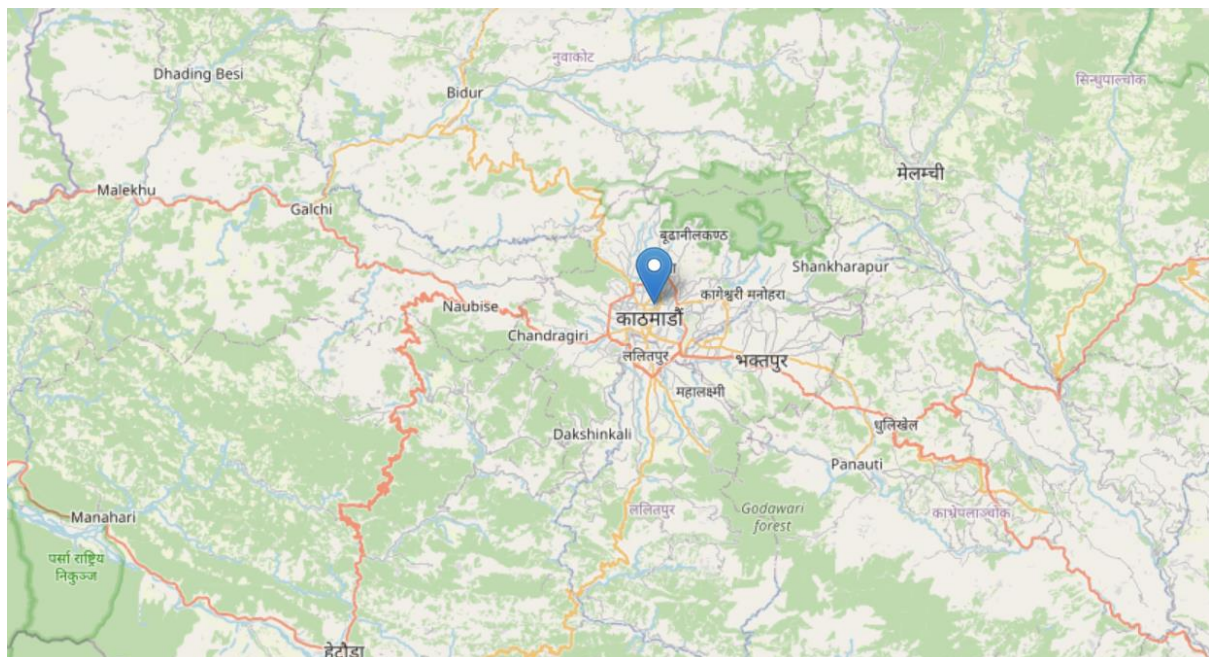 Dhading Besi
नुवाकोट
सिन्धुपाल्चोक
Bidur
मेलम्ची
Malekhu
Galchi
बूढानीलकण्ठ
Shankharapur
कागेश्वरी मनोहरा
Naubise
काठमाडौं
Chandragiri
ललितपुर
भक्तपुर
महालक्ष्मी
धुलिखेल
Dakshinkali
Panauti
ललितपुर
Godawari
forest
काभ्रेपलाञ्चोक
Manahari
पर्सा राष्ट्रिय
निकुञ्ज
हेटौडा